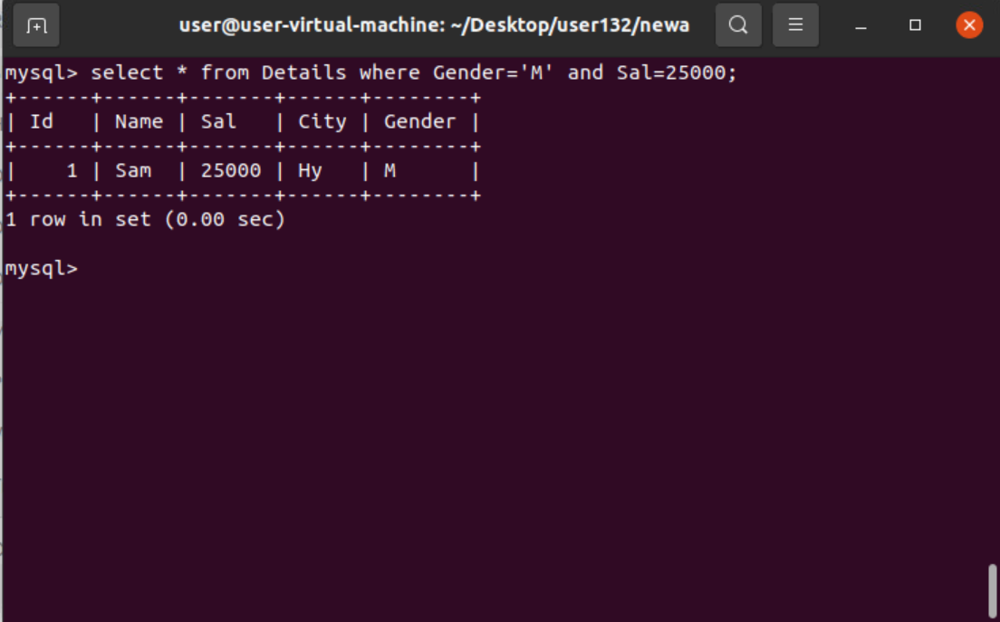 user@user-virtual-machine: ~/Desktop/user132/newa
mysql> select * from Details where Gender='M' and Sal=25000;
+------+------+-------+------+--------+
| Id   | Name | Sal   | City | Gender |
+------+------+-------+------+--------+
|    1 | Sam  | 25000 | Hy   | M      |
+------+------+-------+------+--------+
1 row in set (0.00 sec)
mysql>